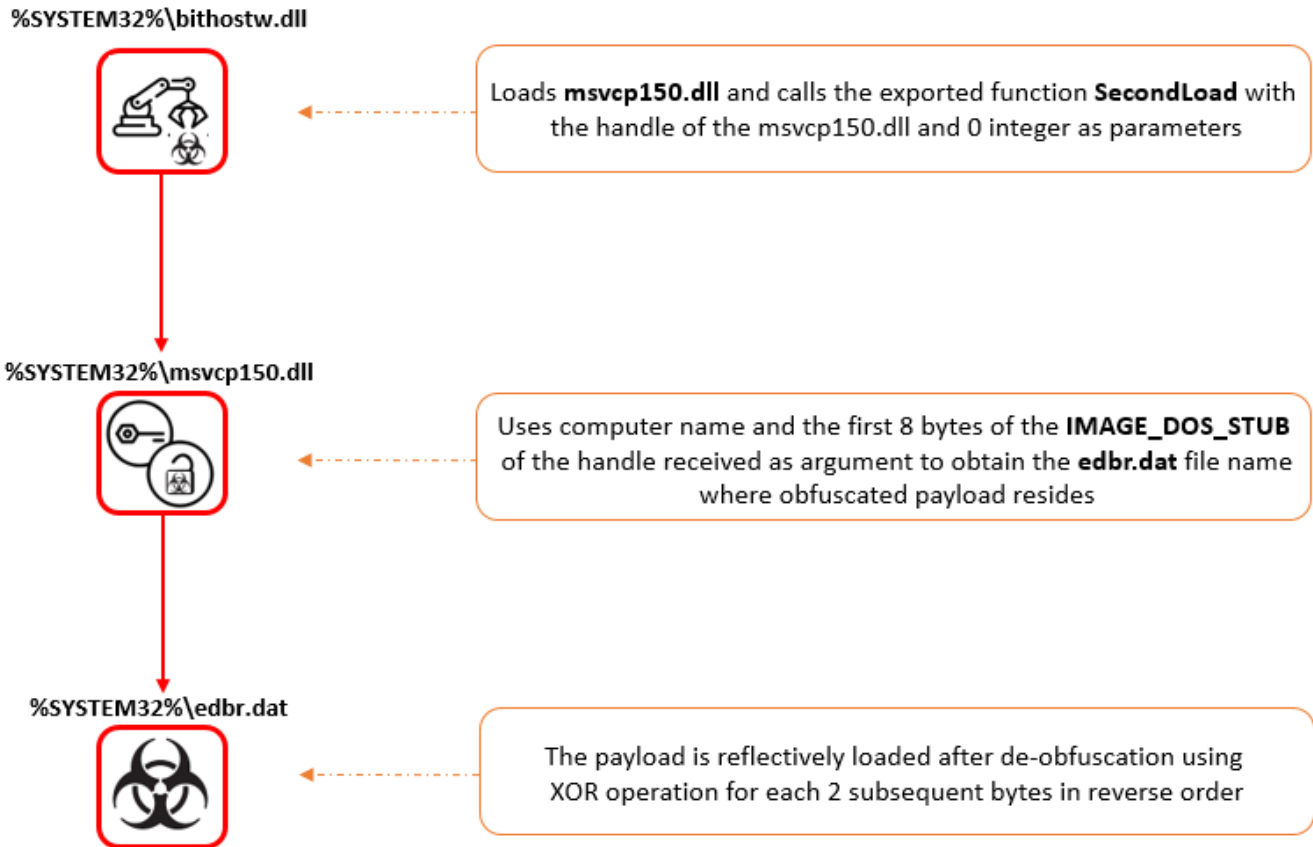 %SYSTEM32%\bithostw.dll
Loads msvcp150.dll and calls the exported function SecondLoad with
the handle of the msvcp150.dll and 0 integer as parameters
%SYSTEM32%\msvcp150.dll
Uses computer name and the first 8 bytes of the IMAGE_DOS_STUB
of the handle received as argument to obtain the edbr.dat file name
where obfuscated payload resides
%SYSTEM32%\edbr.dat
The payload is reflectively loaded after de-obfuscation using
XOR operation for each 2 subsequent bytes in reverse order